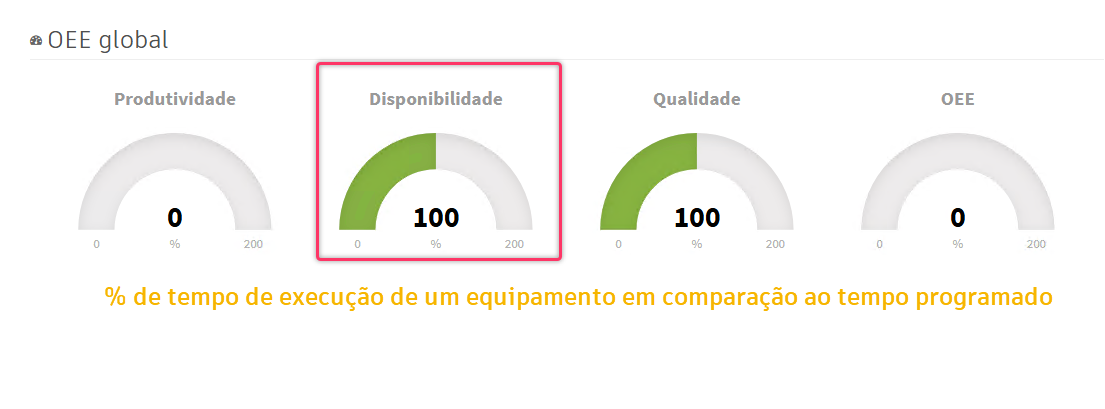 OEE global
Produtividade
Disponibilidade
Qualidade
OEE
0
100
100
0
0 % 200
0 % 200
0 % 200
0 % 200
% de tempo de execução de um equipamento em comparação ao tempo programado